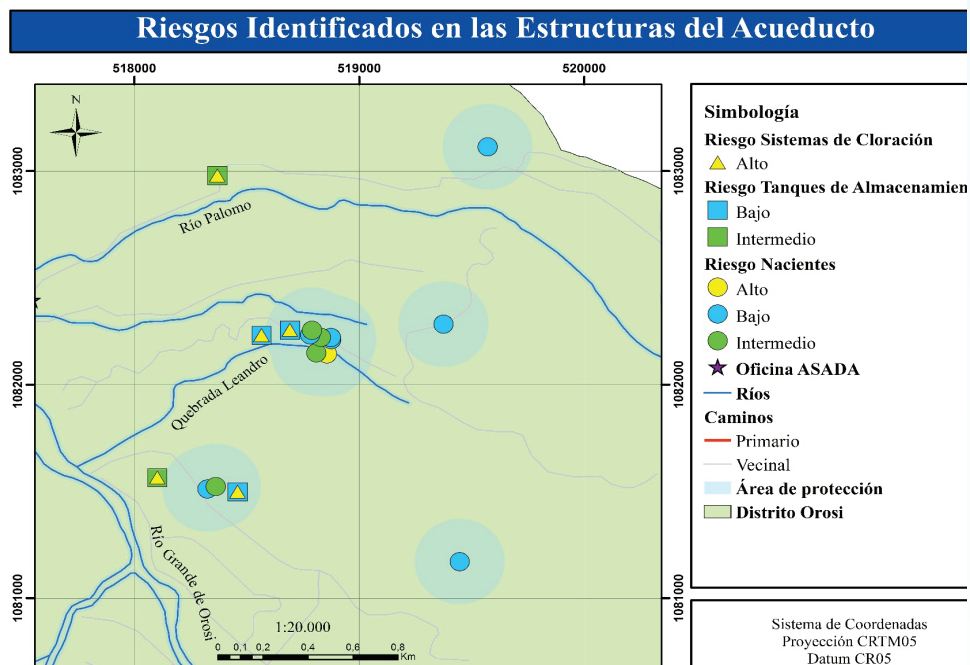 Riesgos Identificados en las Estructuras del Acueducto
518000
519000
520000
N
1083000
1083000
Río Palomo
1082000
1082000
Quebrada Leandro
Río Grande de Orosi
1081000
1081000
1:20.000
0 0,1 0,2 0,4 0,6 0,8
Km
Simbología
Riesgo Sistemas de Cloración
Alto
Riesgo Tanques de Almacenamien
Bajo
Intermedio
Riesgo Nacientes
Alto
Bajo
Intermedio
Oficina ASADA
Ríos
Caminos
Primario
Vecinal
Área de protección
Distrito Orosi
Sistema de Coordenadas
Proyección CRTM05
Datum CR05